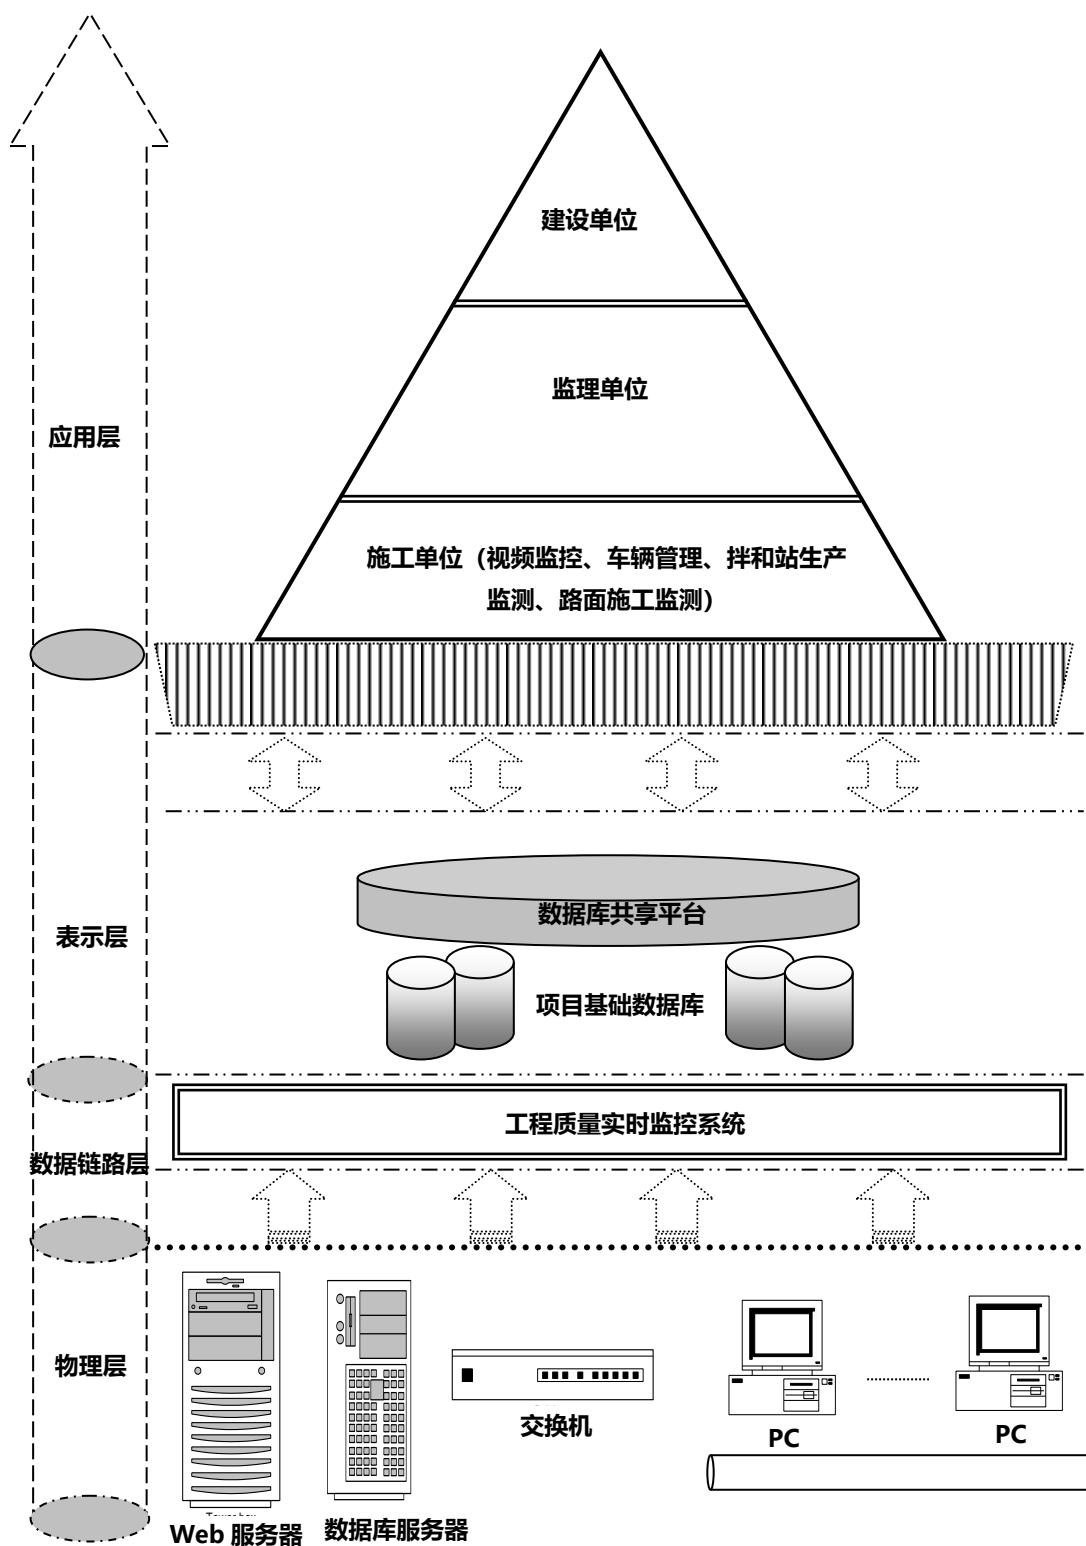 建设单位
监理单位
应用层
施工单位（视频监控、车辆管理、拌和站生产
监测、路面施工监测）
数据库共享平台
表示层
项目基础数据库
工程质量实时监控系统
数据链路层
物理层
交换机
PC
PC
Web 服务器
数据库服务器